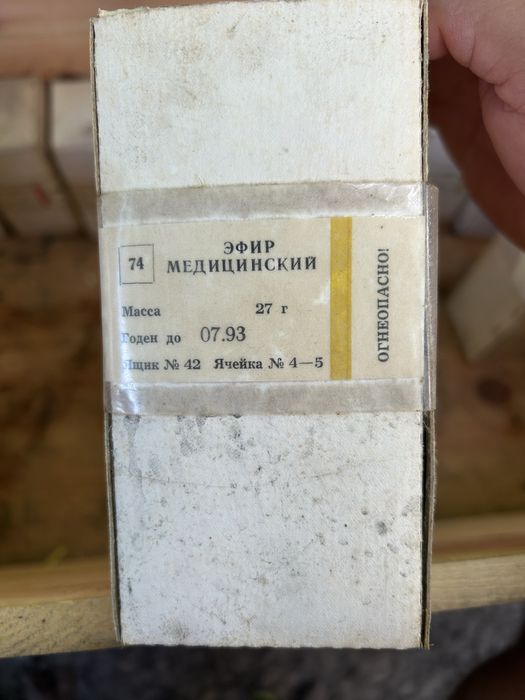 74
ЭФИР
МЕДИЦИНСКИЙ
Масса 27 г
Годен до 07.93
Ящик № 42 Ячейка № 4—5
ОГНЕОПАСНО!